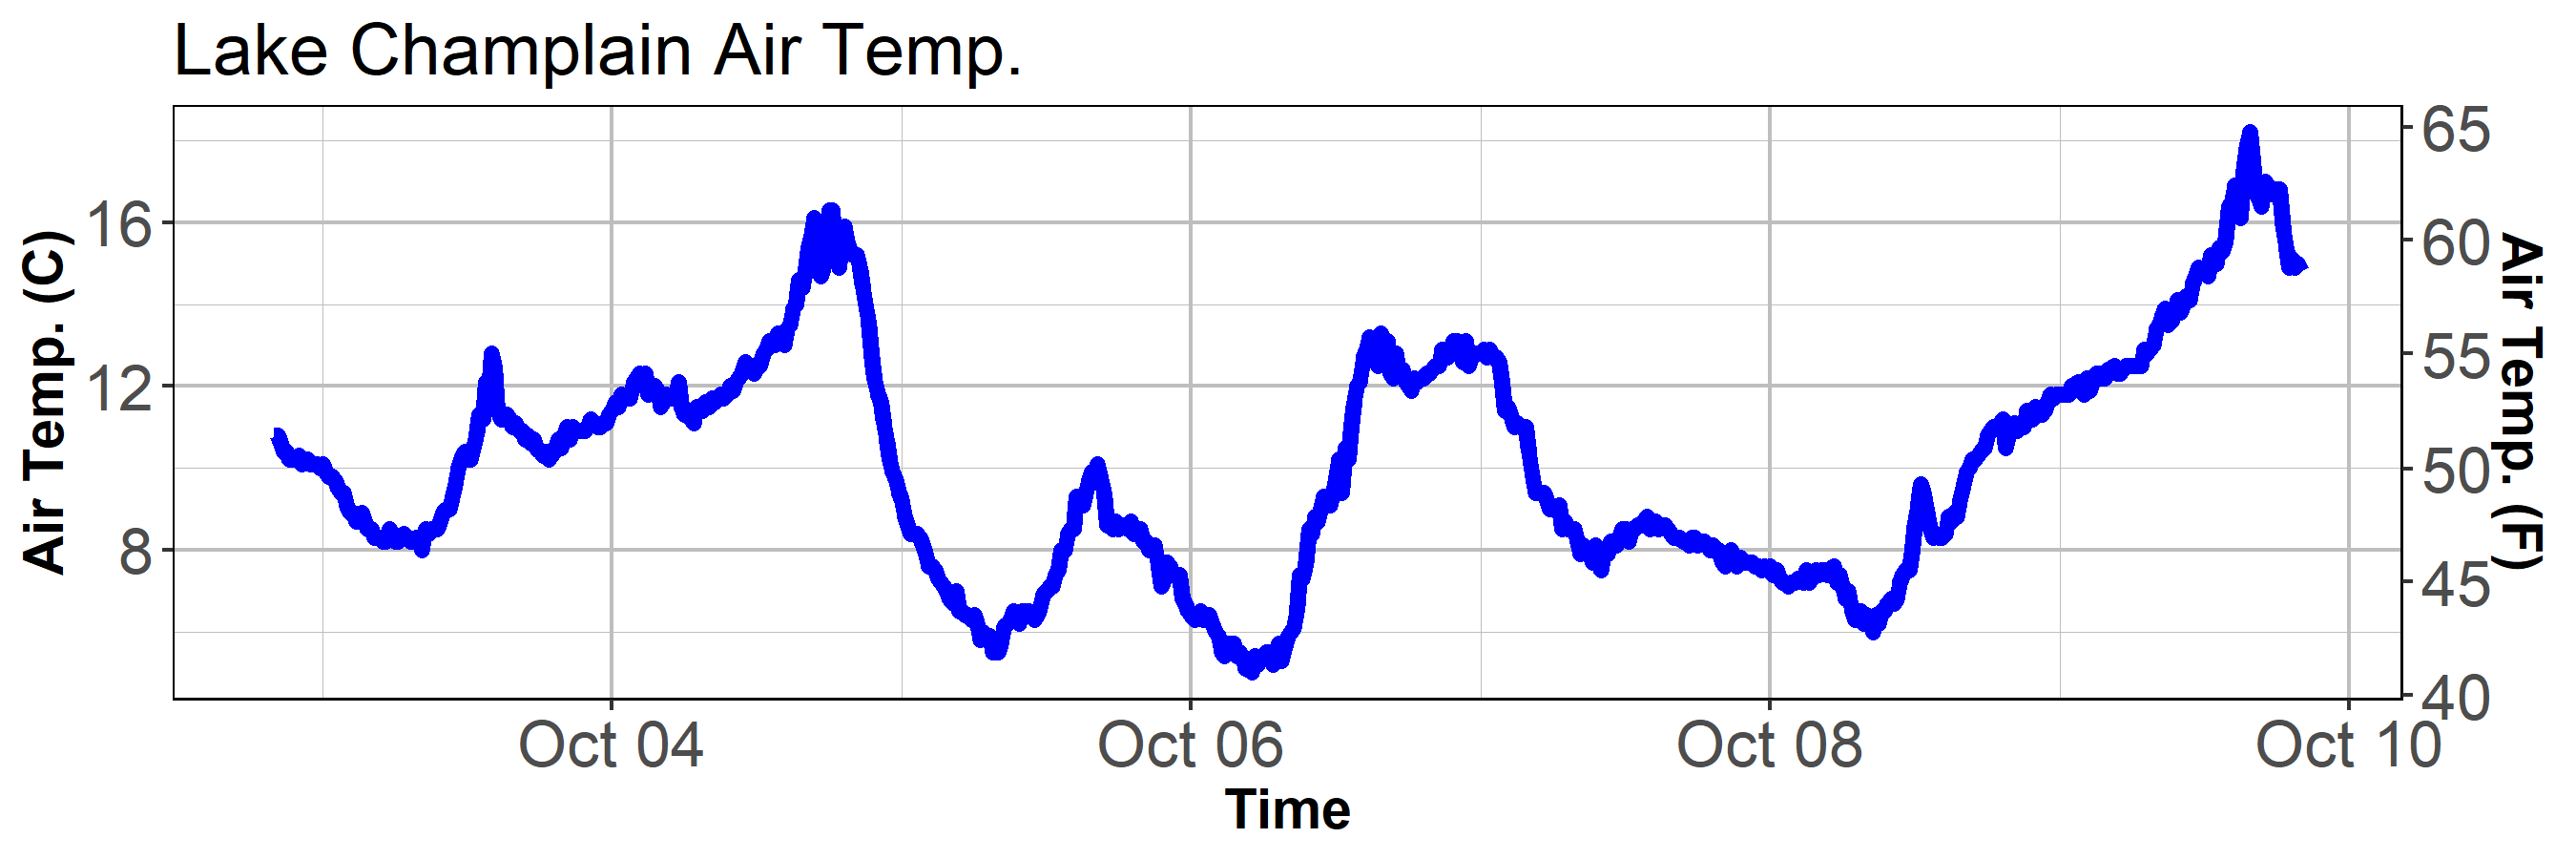 Lake Champlain Air Temp.
Air Temp. (C)
16
12
8
65
60
55
50
45
40
Air Temp. (F)
Oct 04 Oct 06 Oct 08 Oct 10
Time